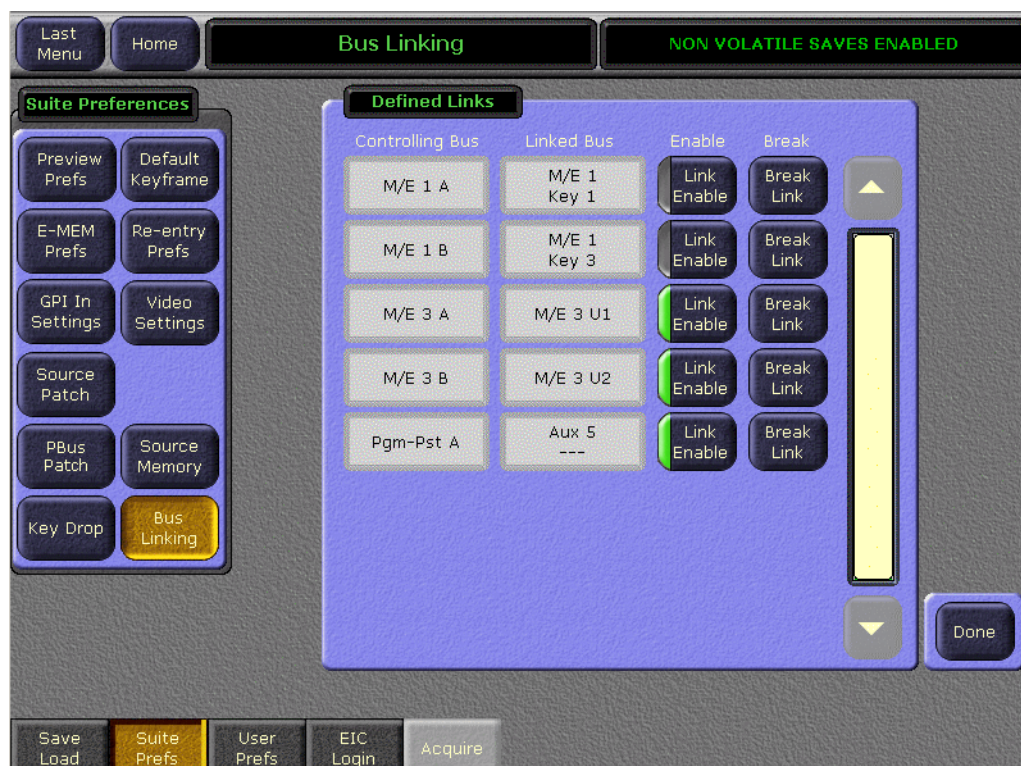 Last
Menu
Home
Bus Linking
NON VOLATILE SAVES ENABLED
Suite Preferences
Preview
Prefs
Default
Keyframe
E-MEM
Prefs
Re-entry
Prefs
GPI In
Settings
Video
Settings
Source
Patch
PBus
Patch
Source
Memory
Key Drop
Bus
Linking
Defined Links
Controlling Bus
Linked Bus
Enable
Break
M/E 1 A
M/E 1
Key 1
Link
Enable
Break
Link
M/E 1 B
M/E 1
Key 3
Link
Enable
Break
Link
M/E 3 A
M/E 3 U1
Link
Enable
Break
Link
M/E 3 B
M/E 3 U2
Link
Enable
Break
Link
Pgm-Pst A
Aux 5
---
Link
Enable
Break
Link
Done
Save
Load
Suite
Prefs
User
Prefs
EIC
Login
Acquire